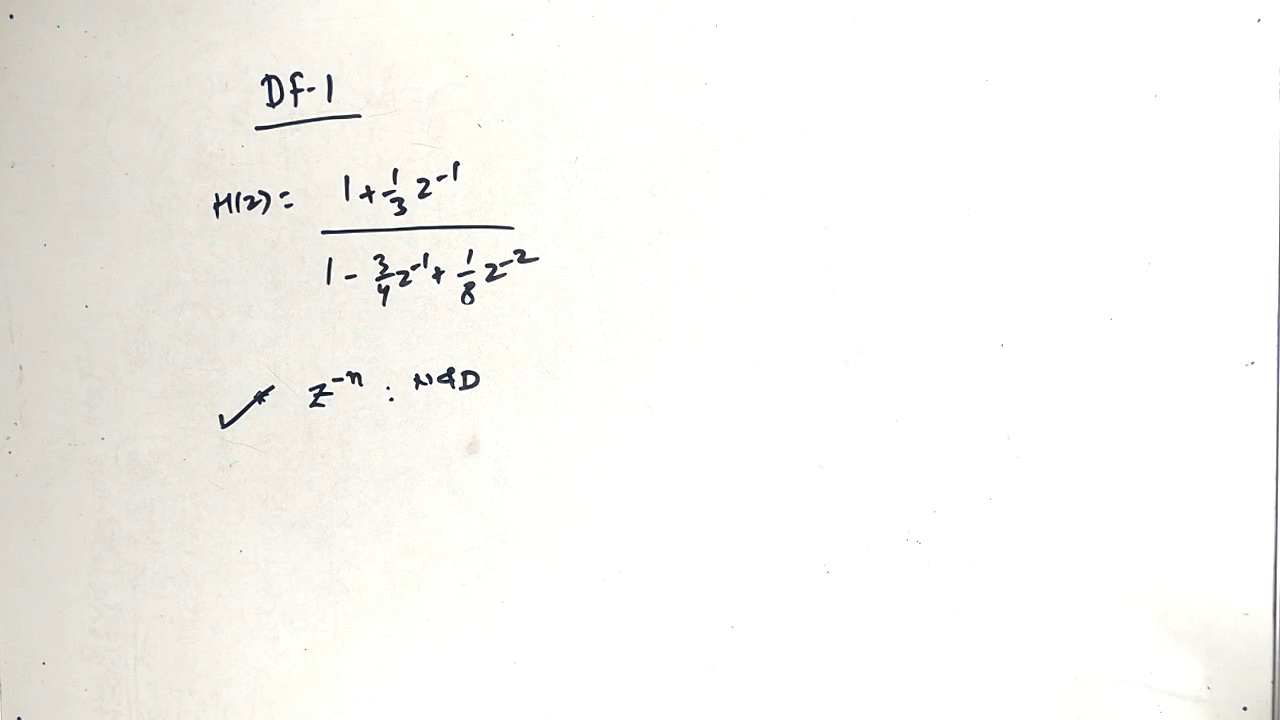 Df-1
H(z) = 1 + 1/3 z^-1
1 - 3/4 z^-1 + 1/8 z^-2
✓ * z^-n : N&D